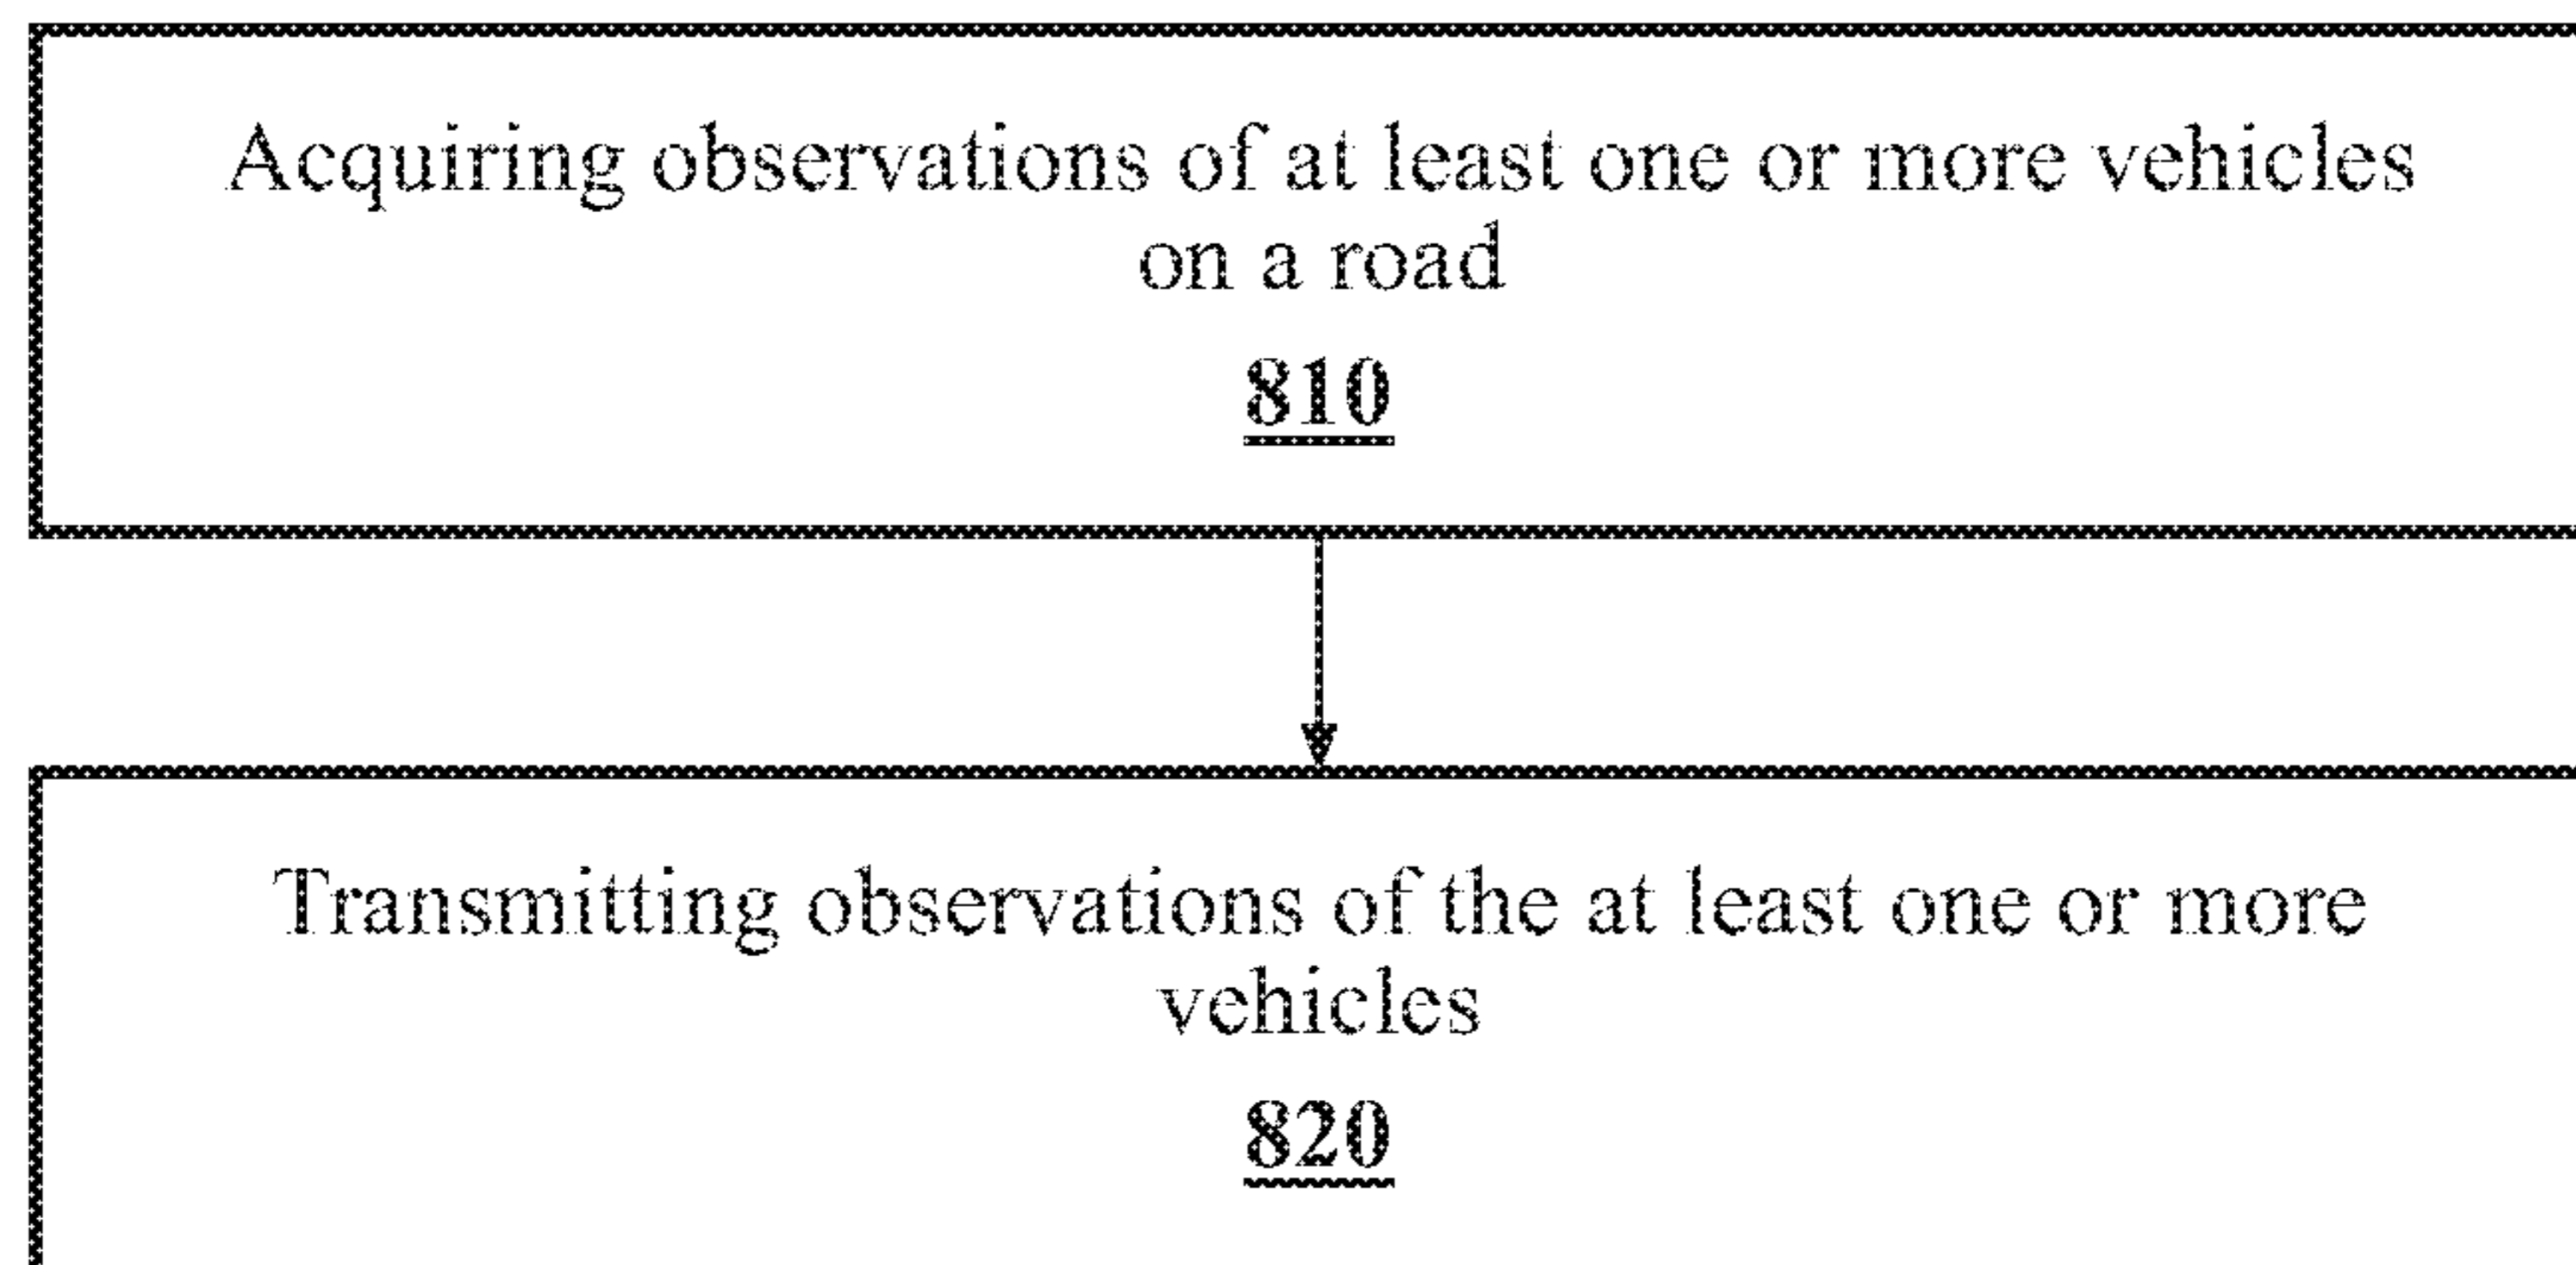 Acquiring observations of at least one or more vehicles
on a road
810
Transmitting observations of the at least one or more
vehicles
820